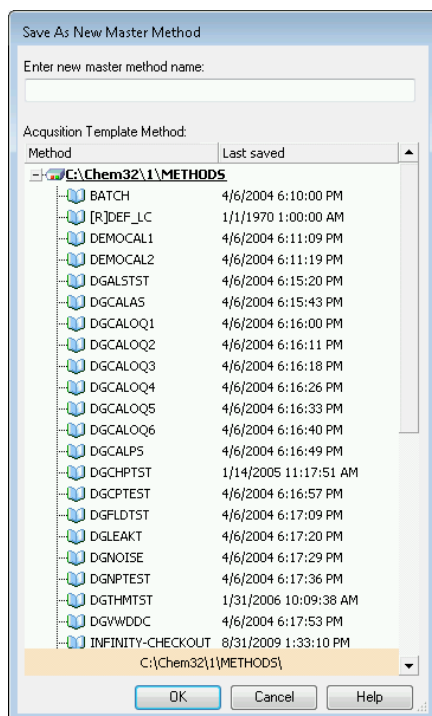 Save As New Master Method
Enter new master method name:
Acqusition Template Method:
Method Last saved
C:\Chem32\1\METHODS
BATCH 4/6/2004 6:10:00 PM
[R]DEF_LC 1/1/1970 1:00:00 AM
DEMOCAL1 4/6/2004 6:11:09 PM
DEMOCAL2 4/6/2004 6:11:19 PM
DGALSTST 4/6/2004 6:15:20 PM
DGCALAS 4/6/2004 6:15:43 PM
DGCALOQ1 4/6/2004 6:16:00 PM
DGCALOQ2 4/6/2004 6:16:11 PM
DGCALOQ3 4/6/2004 6:16:18 PM
DGCALOQ4 4/6/2004 6:16:26 PM
DGCALOQ5 4/6/2004 6:16:33 PM
DGCALOQ6 4/6/2004 6:16:40 PM
DGCALPS 4/6/2004 6:16:49 PM
DGCHPTST 1/14/2005 11:17:51 AM
DGCPTEST 4/6/2004 6:16:57 PM
DGFLDTST 4/6/2004 6:17:09 PM
DGLEAKT 4/6/2004 6:17:20 PM
DGNOISE 4/6/2004 6:17:29 PM
DGNPTEST 4/6/2004 6:17:36 PM
DGTHMTST 1/31/2006 10:09:38 AM
DGVWDDC 4/6/2004 6:17:53 PM
INFINITY-CHECKOUT 8/31/2009 1:33:10 PM
C:\Chem32\1\METHODS\
OK Cancel Help